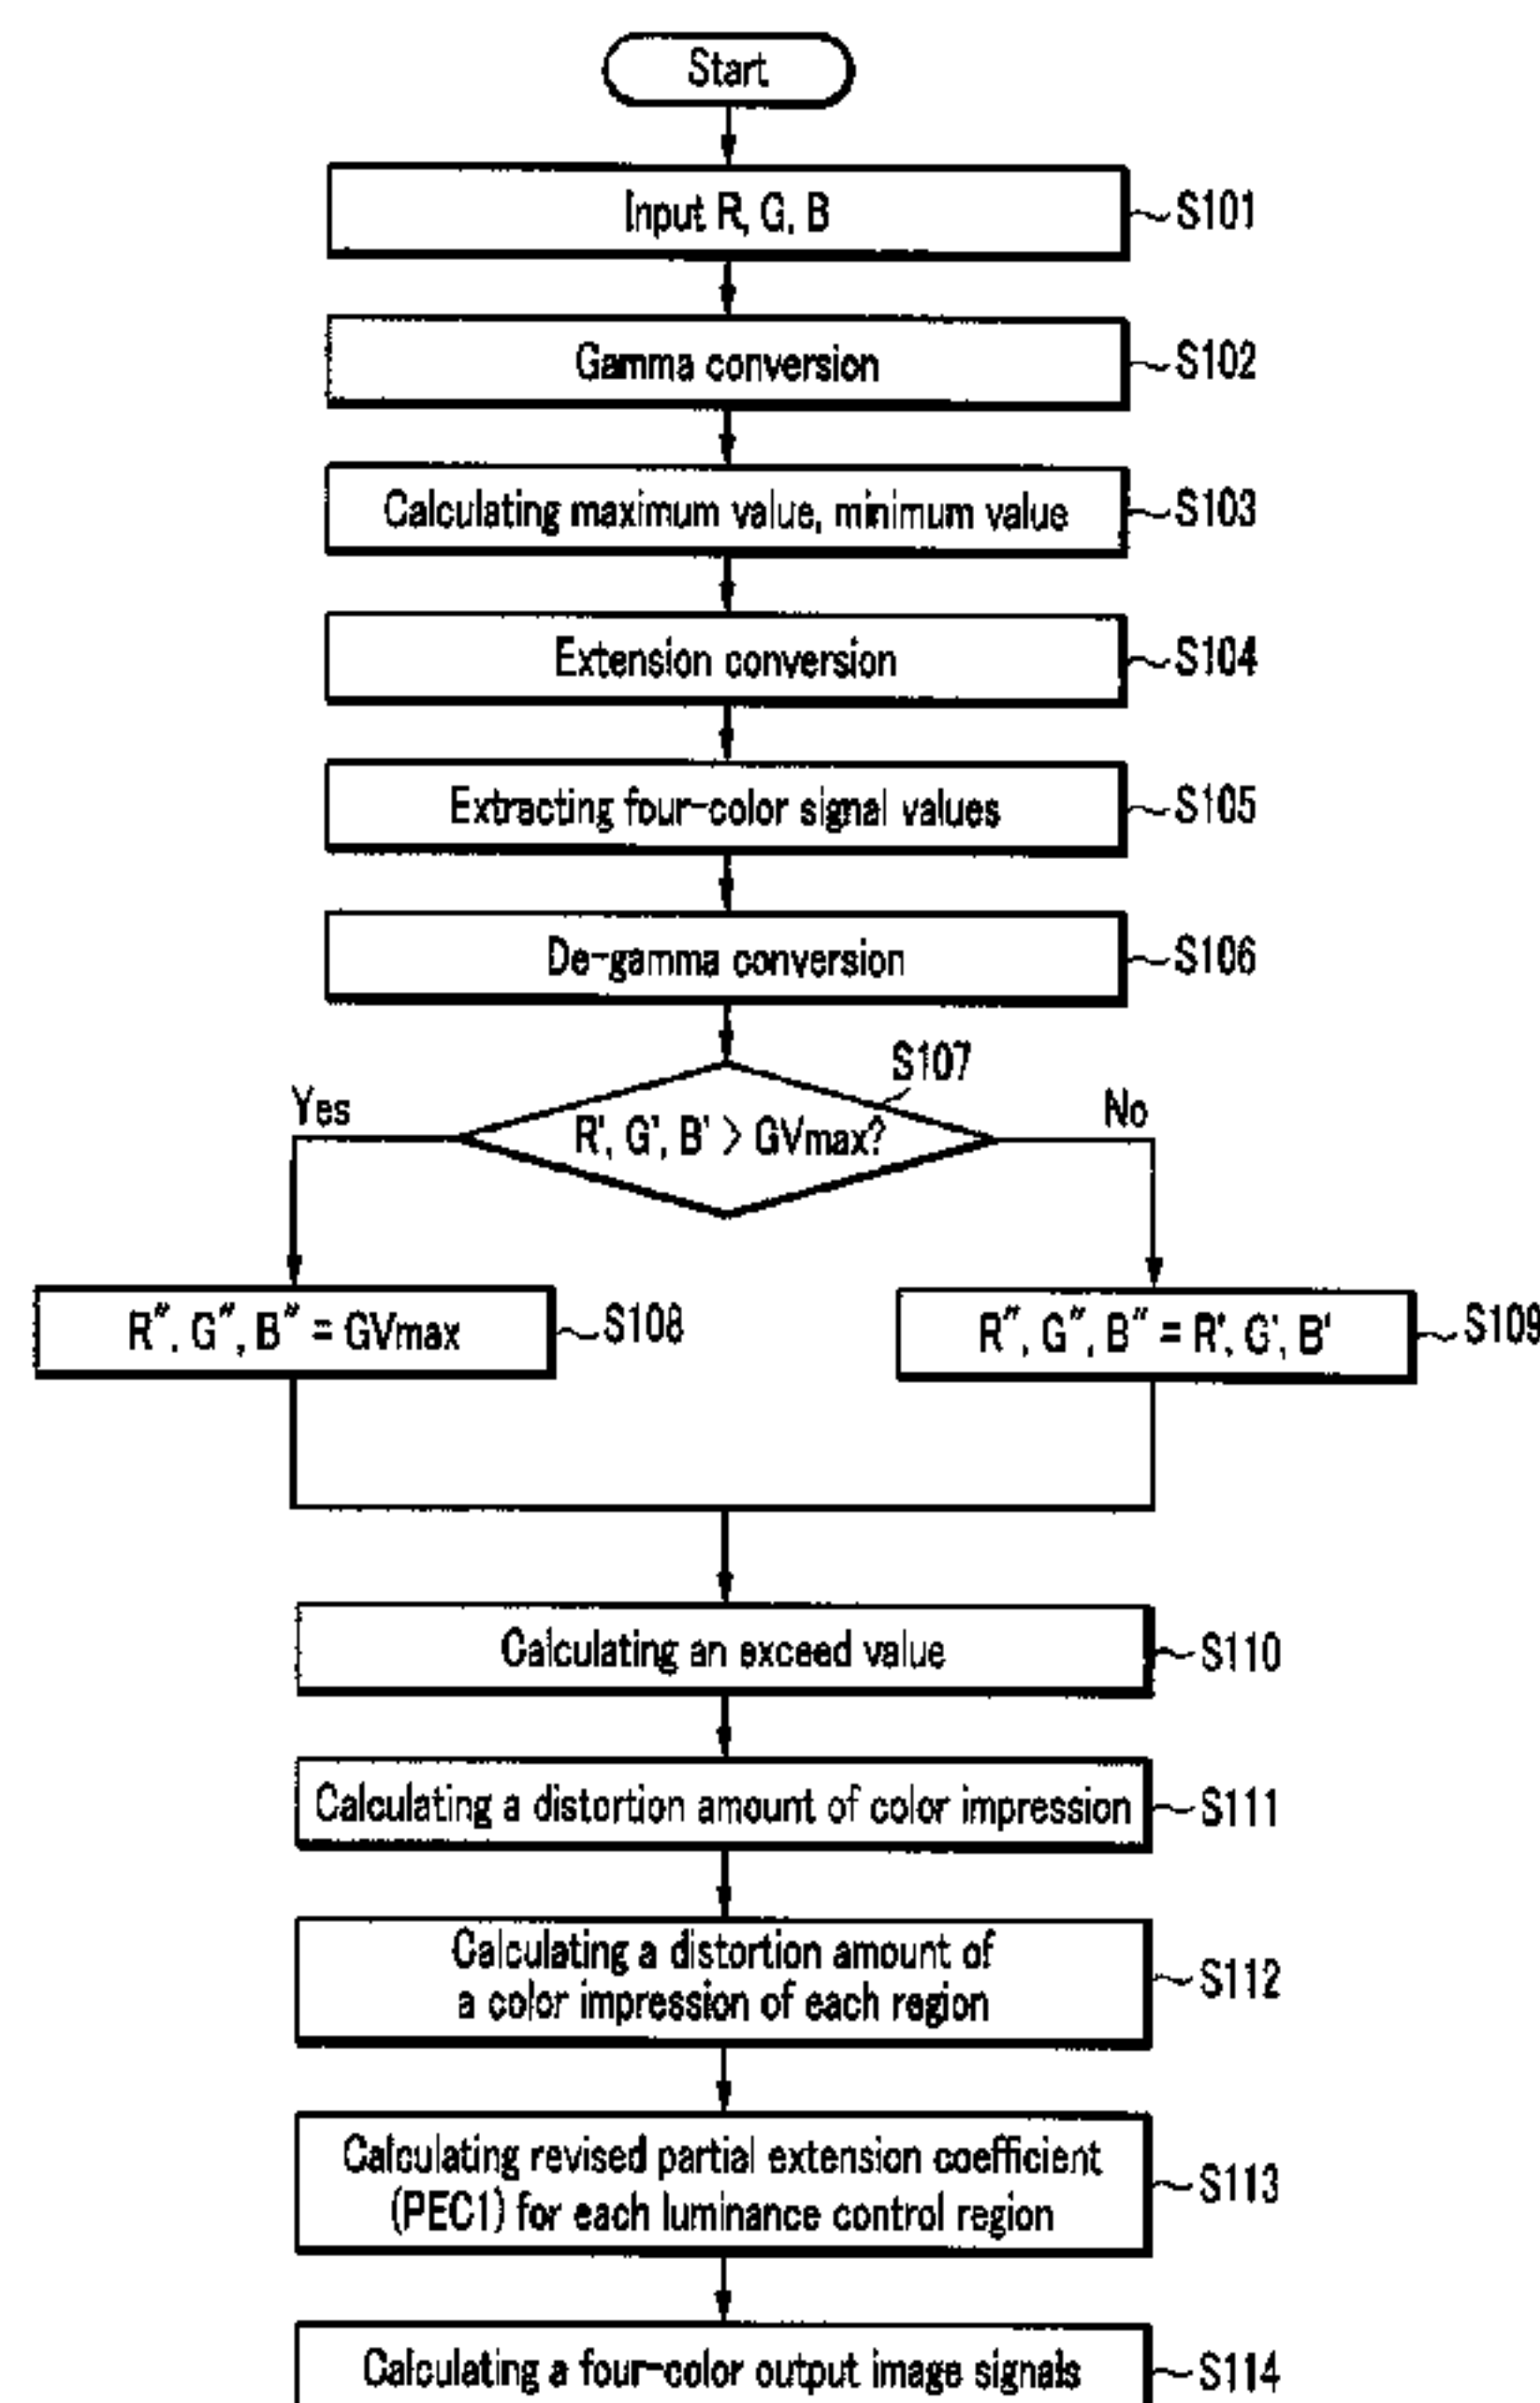 Start
Input R, G, B
S101
Gamma conversion
S102
Calculating maximum value, minimum value
S103
Extension conversion
S104
Extracting four-color signal values
S105
De-gamma conversion
S106
S107
Yes
R', G', B' > GVmax?
No
R", G", B" = GVmax
S108
R", G", B" = R', G', B'
S109
Calculating an exceed value
S110
Calculating a distortion amount of color impression
S111
Calculating a distortion amount of
a color impression of each region
S112
Calculating revised partial extension coefficient
(PEC1) for each luminance control region
S113
Calculating a four-color output image signals
S114